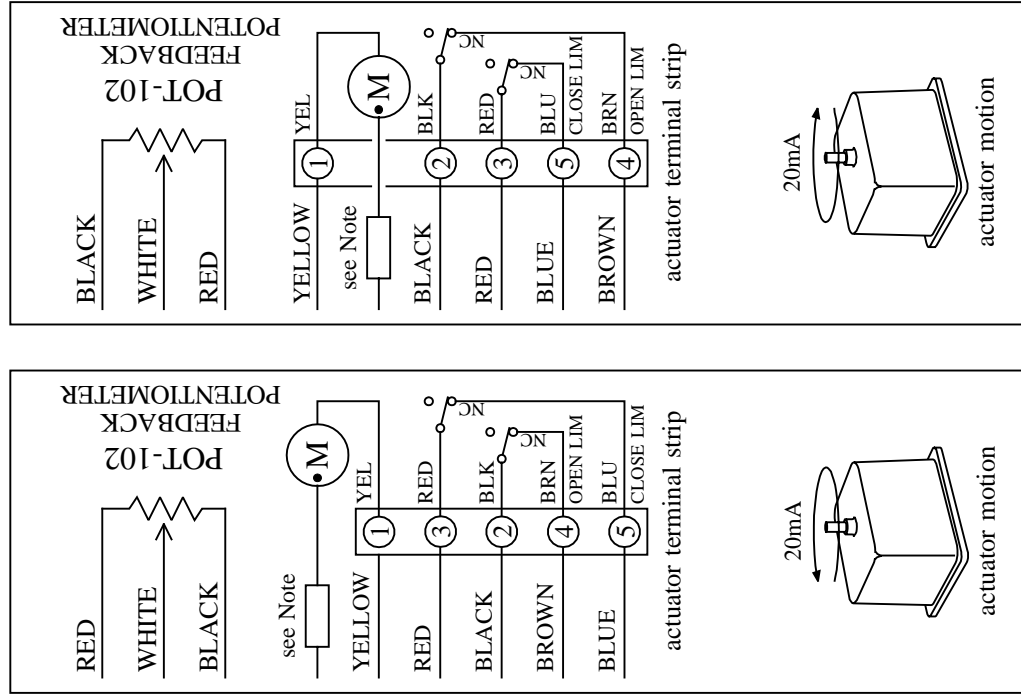 POT-102
FEEDBACK
POTENTIOMETER
BLACK
WHITE
RED
YELLOW
see Note
BLACK
RED
BLUE
BROWN
1
2
3
5
4
YEL
M
BLK
RED
BLU
CLOSE LIM
BRN
OPEN LIM
NC
NC
actuator terminal strip
20mA
actuator motion
POT-102
FEEDBACK
POTENTIOMETER
RED
WHITE
BLACK
see Note
YELLOW
RED
BLACK
BROWN
BLUE
1
3
2
4
5
M
YEL
RED
BLK
BRN
OPEN LIM
BLU
CLOSE LIM
NC
NC
actuator terminal strip
20mA
actuator motion